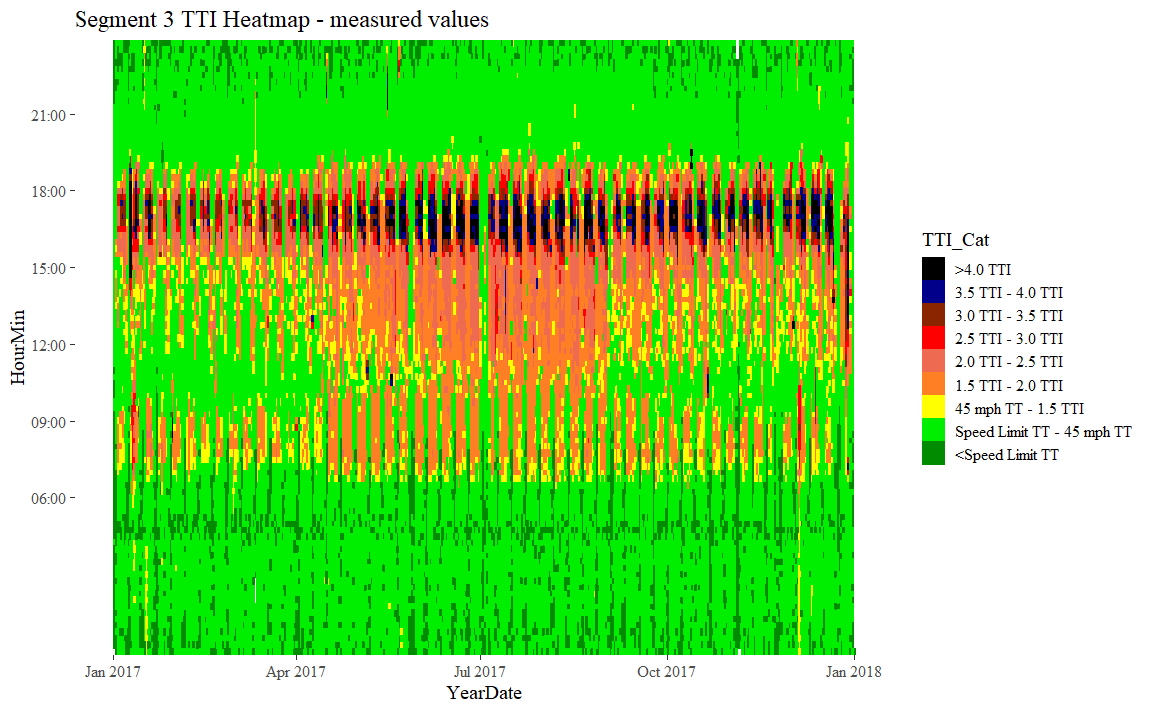 Segment 3 TTI Heatmap - measured values
HourMin
21:00
18:00
15:00
12:00
09:00
06:00
Jan 2017
Apr 2017
Jul 2017
Oct 2017
Jan 2018
YearDate
TTI_Cat
>4.0 TTI
3.5 TTI - 4.0 TTI
3.0 TTI - 3.5 TTI
2.5 TTI - 3.0 TTI
2.0 TTI - 2.5 TTI
1.5 TTI - 2.0 TTI
45 mph TT - 1.5 TTI
Speed Limit TT - 45 mph TT
<Speed Limit TT